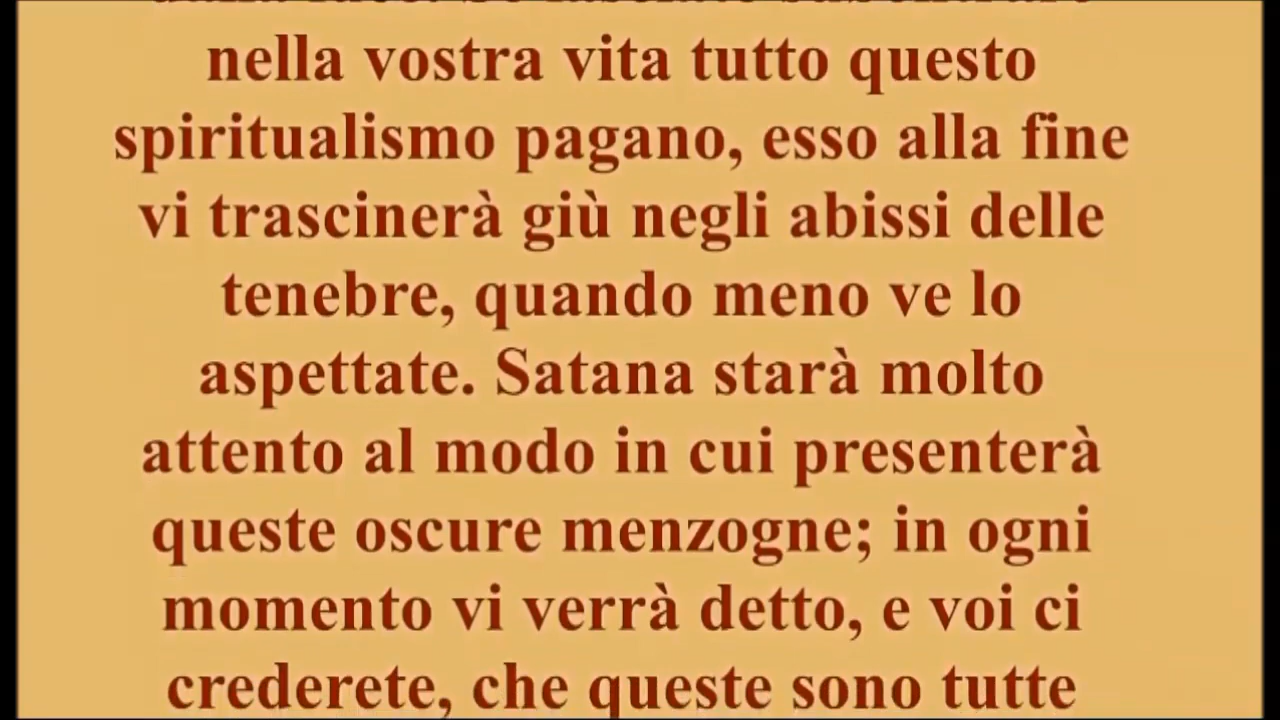 nella vostra vita tutto questo
spiritualismo pagano, esso alla fine
vi trascinerà giù negli abissi delle
tenebre, quando meno ve lo
aspettate. Satana starà molto
attento al modo in cui presenterà
queste oscure menzogne; in ogni
momento vi verrà detto, e voi ci
crederete, che queste sono tutte